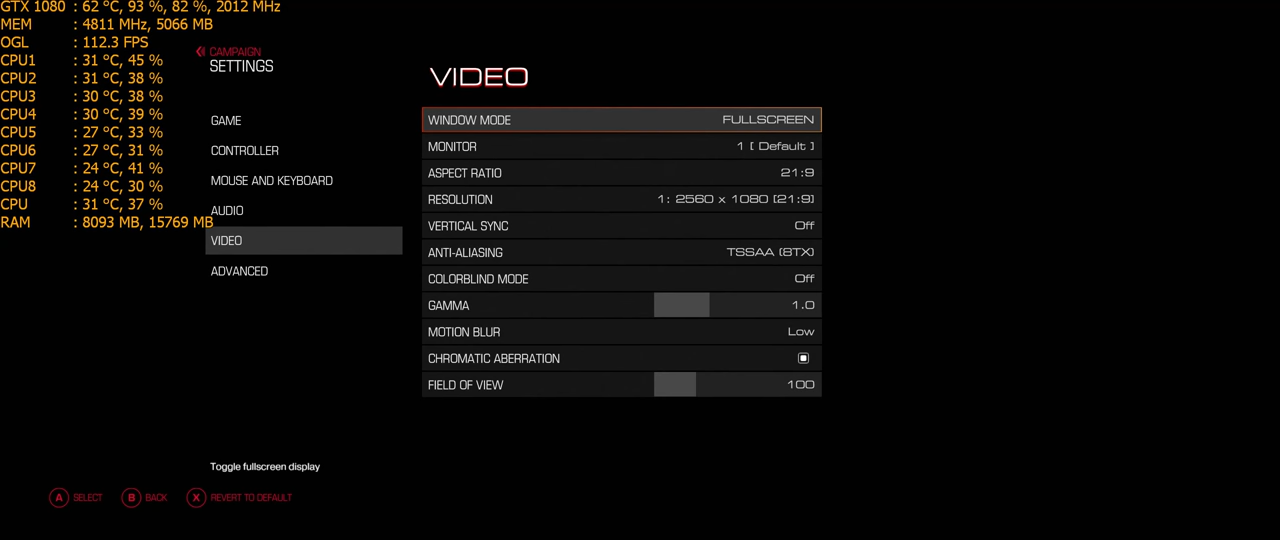 GTX 1080 : 62 °C, 93 %, 82 %, 2012 MHz
MEM : 4811 MHz, 5066 MB
OGL : 112.3 FPS
CPU1 : 31 °C, 45 %
CPU2 : 31 °C, 38 %
CPU3 : 30 °C, 38 %
CPU4 : 30 °C, 39 %
CPU5 : 27 °C, 33 %
CPU6 : 27 °C, 31 %
CPU7 : 24 °C, 41 %
CPU8 : 24 °C, 30 %
CPU : 31 °C, 37 %
RAM : 8093 MB, 15769 MB
CAMPAIGN
SETTINGS
GAME
CONTROLLER
MOUSE AND KEYBOARD
AUDIO
VIDEO
ADVANCED
VIDEO
WINDOW MODE FULLSCREEN
MONITOR 1 [ Default ]
ASPECT RATIO 21:9
RESOLUTION 1: 2560 x 1080 [21:9]
VERTICAL SYNC Off
ANTI-ALIASING TSSAA (8TX)
COLORBLIND MODE Off
GAMMA 1.0
MOTION BLUR Low
CHROMATIC ABERRATION
FIELD OF VIEW 100
Toggle fullscreen display
A SELECT B BACK X REVERT TO DEFAULT